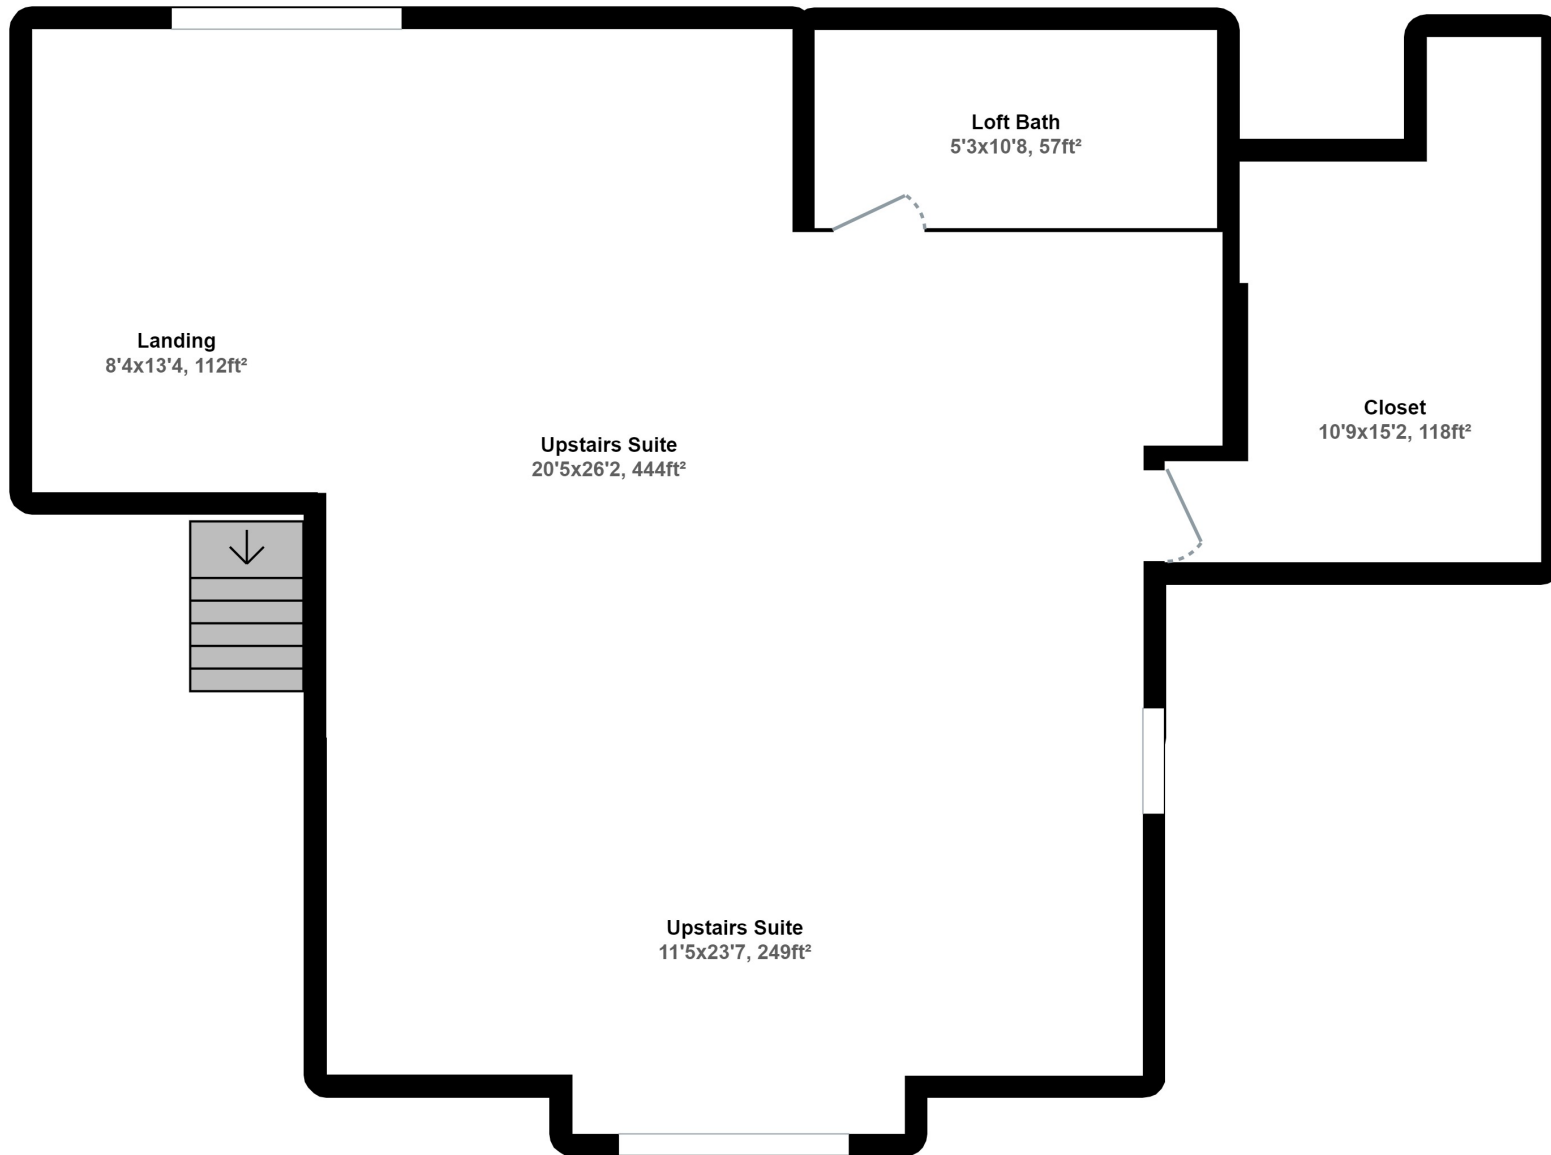 Loft Bath
5'3x10'8, 57ft²
Landing
8'4x13'4, 112ft²
Closet
10'9x15'2, 118ft²
Upstairs Suite
20'5x26'2, 444ft²
Upstairs Suite
11'5x23'7, 249ft²